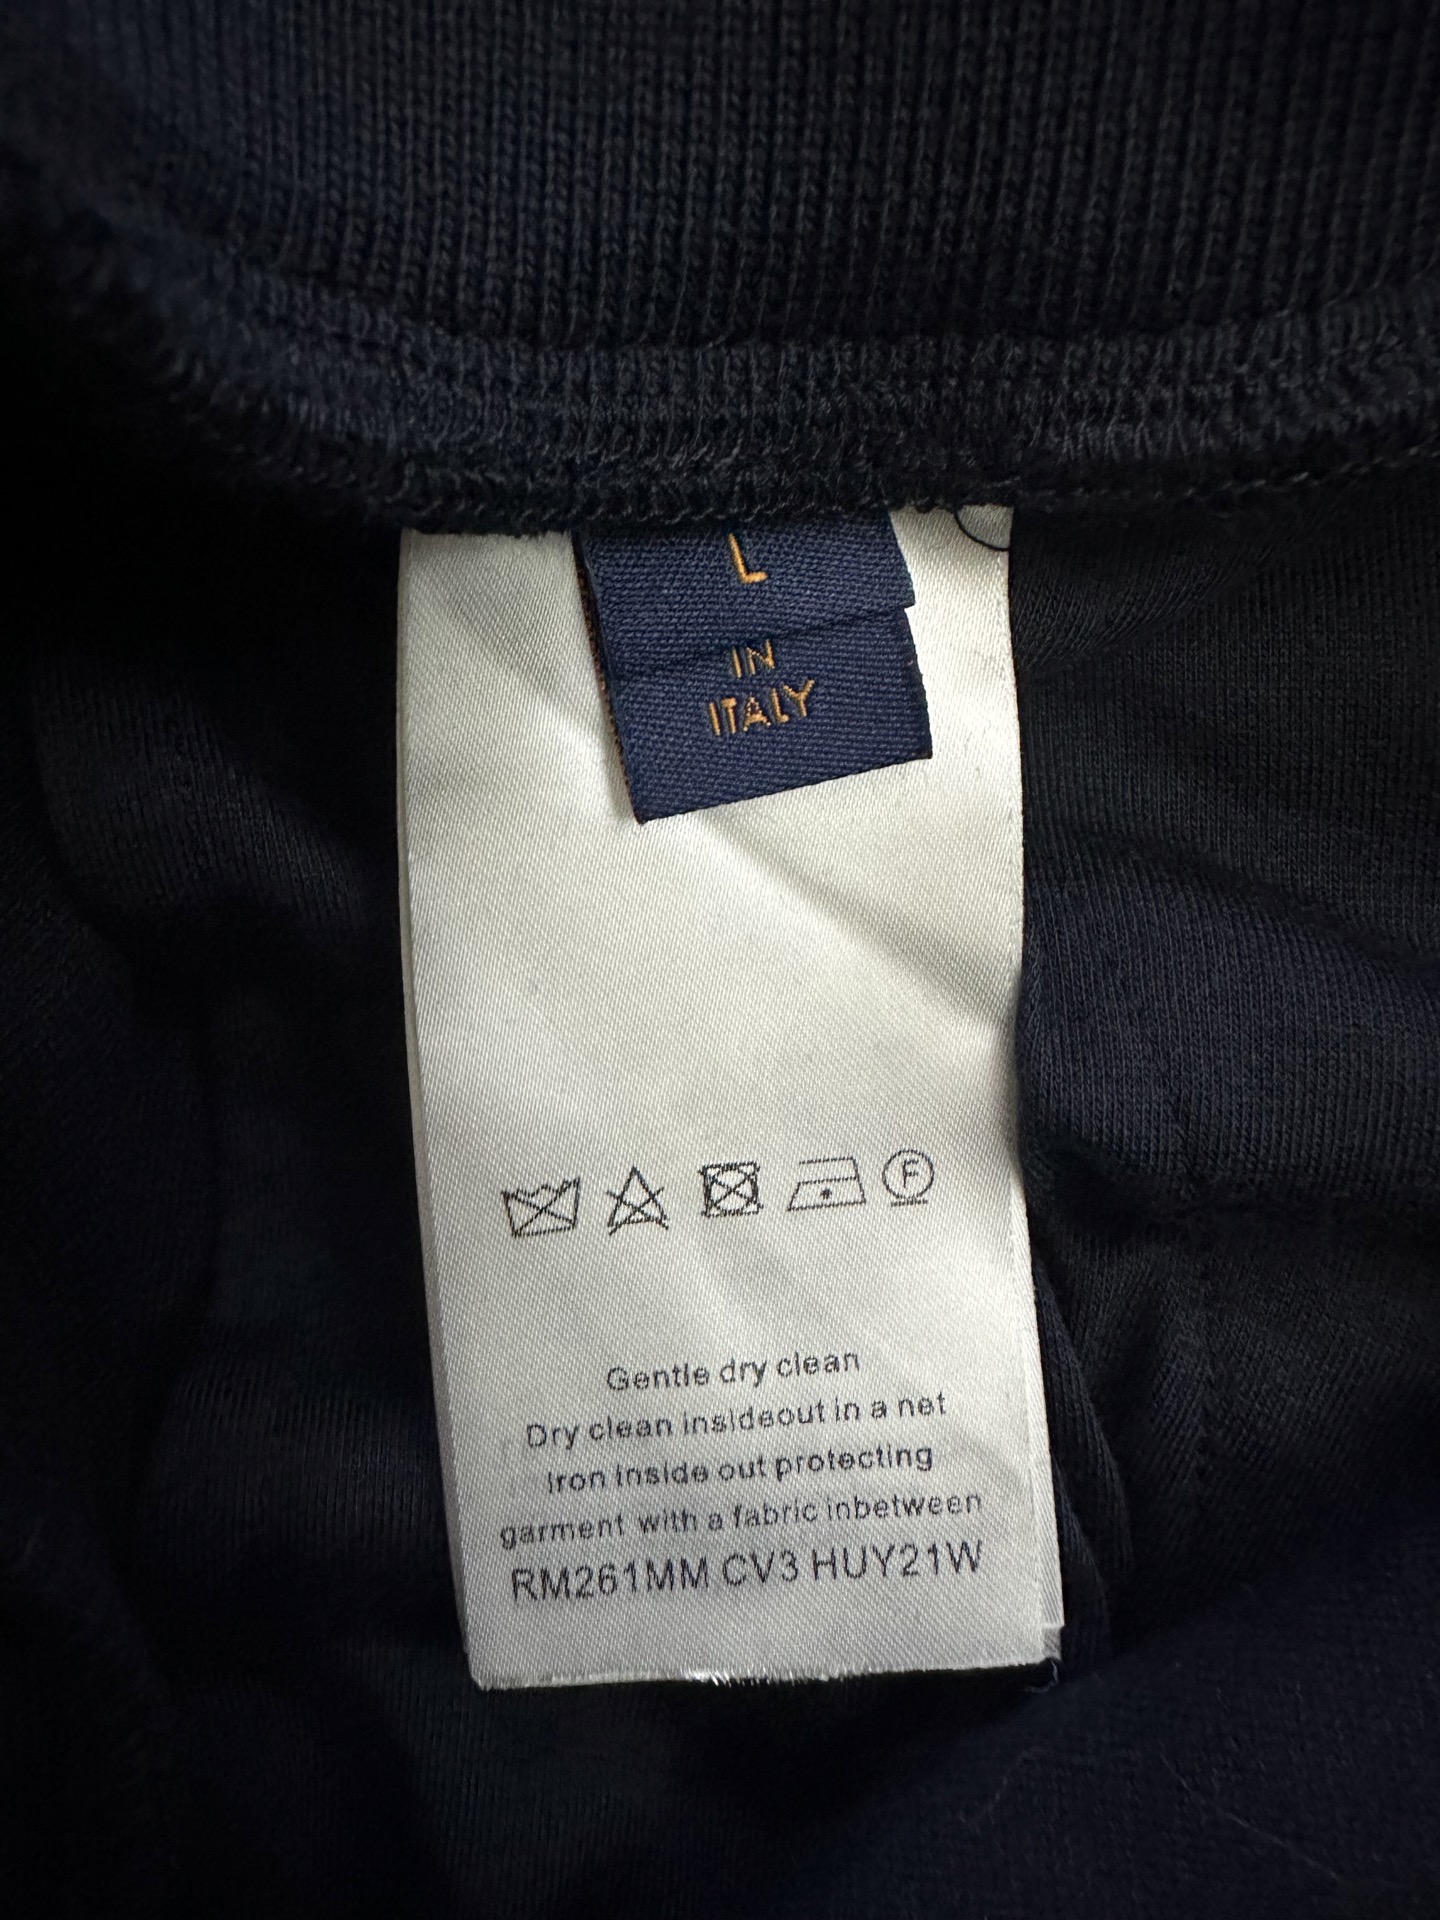 L
IN
ITALY
F
Gentle dry clean
Dry clean insideout in a net
Iron inside out protecting
garment with a fabric inbetween
RM261MM CV3 HUY21W